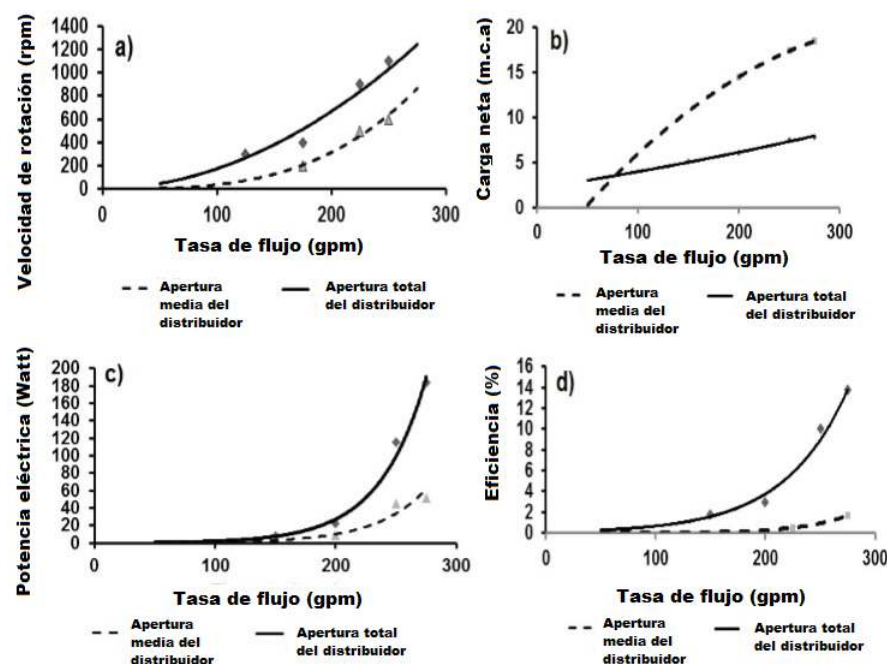 a)
Velocidad de rotación (rpm)
1400
1200
1000
800
600
400
200
0
0 100 200 300
Tasa de flujo (gpm)
Apertura
media del
distribuidor
Apertura total
del distribuidor
b)
Carga neta (m.c.a)
20
15
10
5
0
0 100 200 300
Tasa de flujo (gpm)
Apertura
media del
distribuidor
Apertura total
del distribuidor
c)
Potencia eléctrica (Watt)
200
180
160
140
120
100
80
60
40
20
0
0 100 200 300
Tasa de flujo (gpm)
Apertura
media del
distribuidor
Apertura total
del distribuidor
d)
Eficiencia (%)
16
14
12
10
8
6
4
2
0
0 100 200 300
Tasa de flujo (gpm)
Apertura
media del
distribuidor
Apertura total
del distribuidor